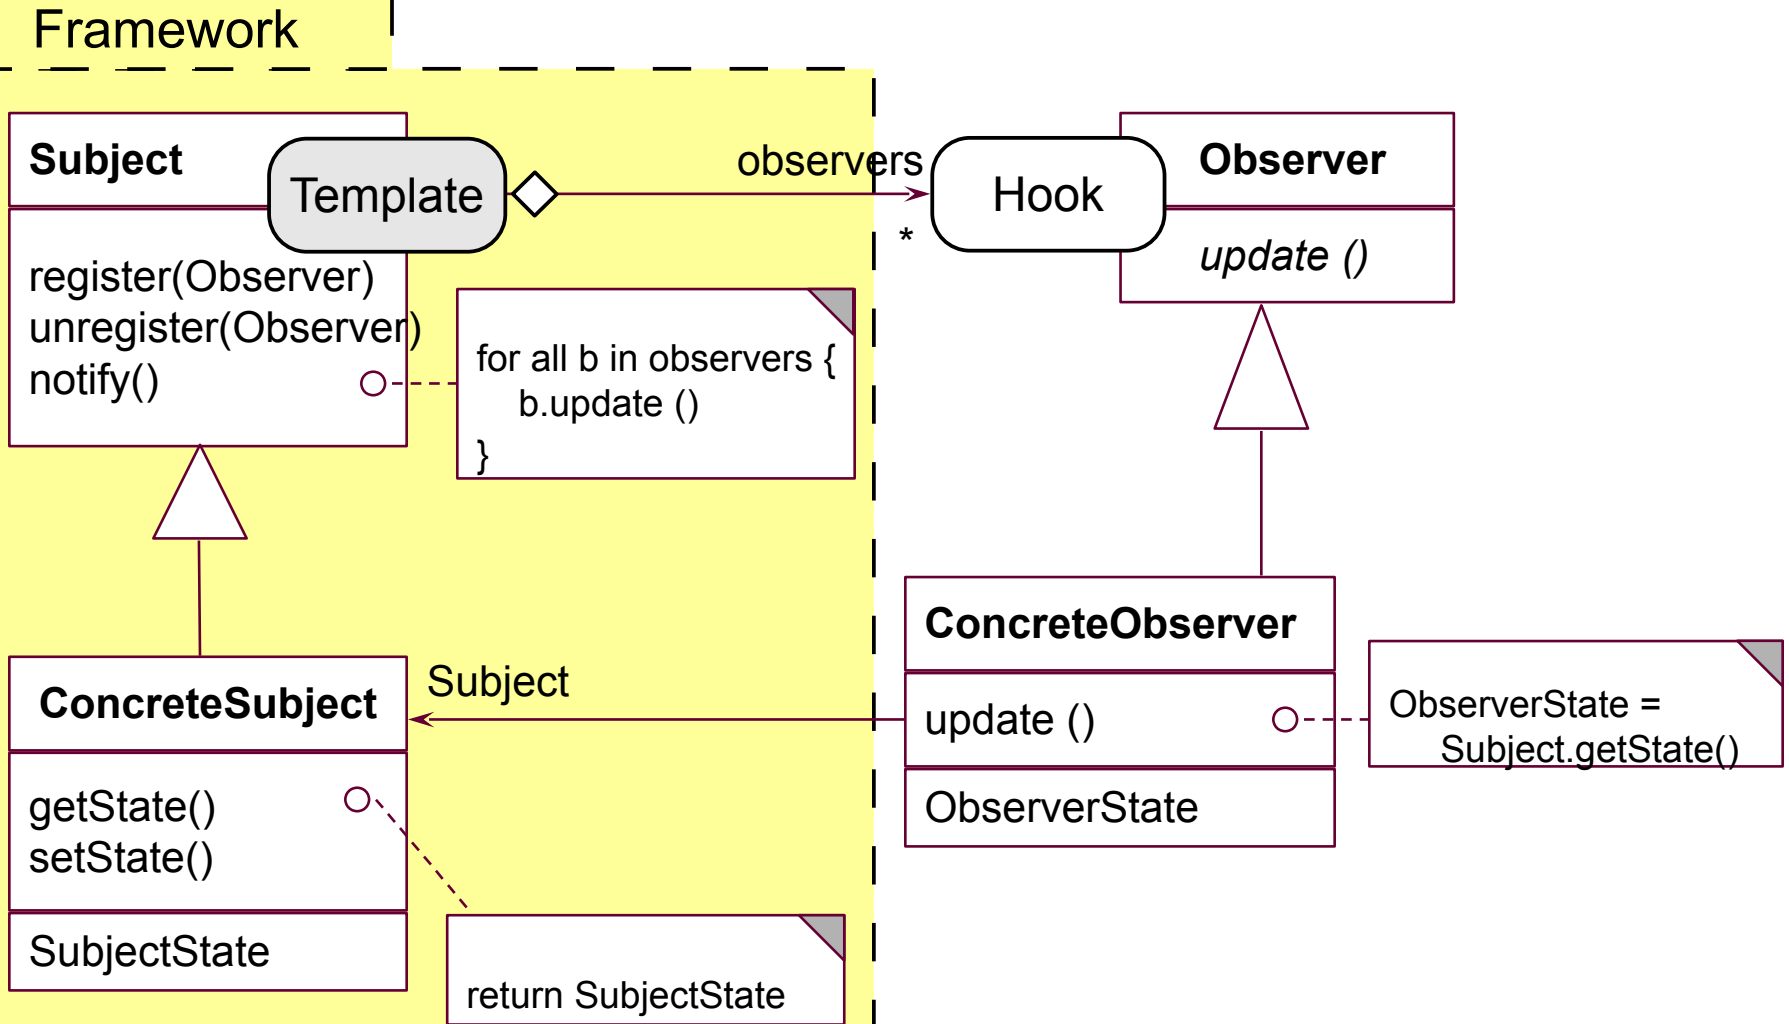 Framework
Subject
Template
observers
*
Hook
Observer
update ()
register(Observer)
unregister(Observer)
notify()
for all b in observers {
b.update ()
}
ConcreteObserver
update ()
ObserverState
ObserverState =
Subject.getState()
Subject
ConcreteSubject
getState()
setState()
SubjectState
return SubjectState